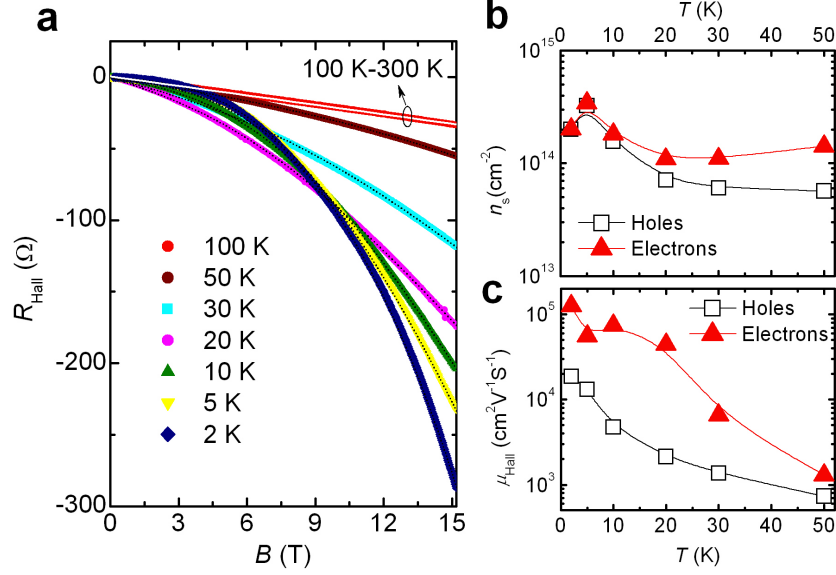 a
0
-100
-200
-300
R_Hall (Ω)
0 3 6 9 12 15
B (T)
100 K-300 K
100 K
50 K
30 K
20 K
10 K
5 K
2 K
b
T (K)
0 10 20 30 40 50
10^15
10^14
10^13
n_s(cm^-2)
Holes
Electrons
c
10^5
10^4
10^3
μ_Hall (cm^2V^-1S^-1)
Holes
Electrons
0 10 20 30 40 50
T (K)